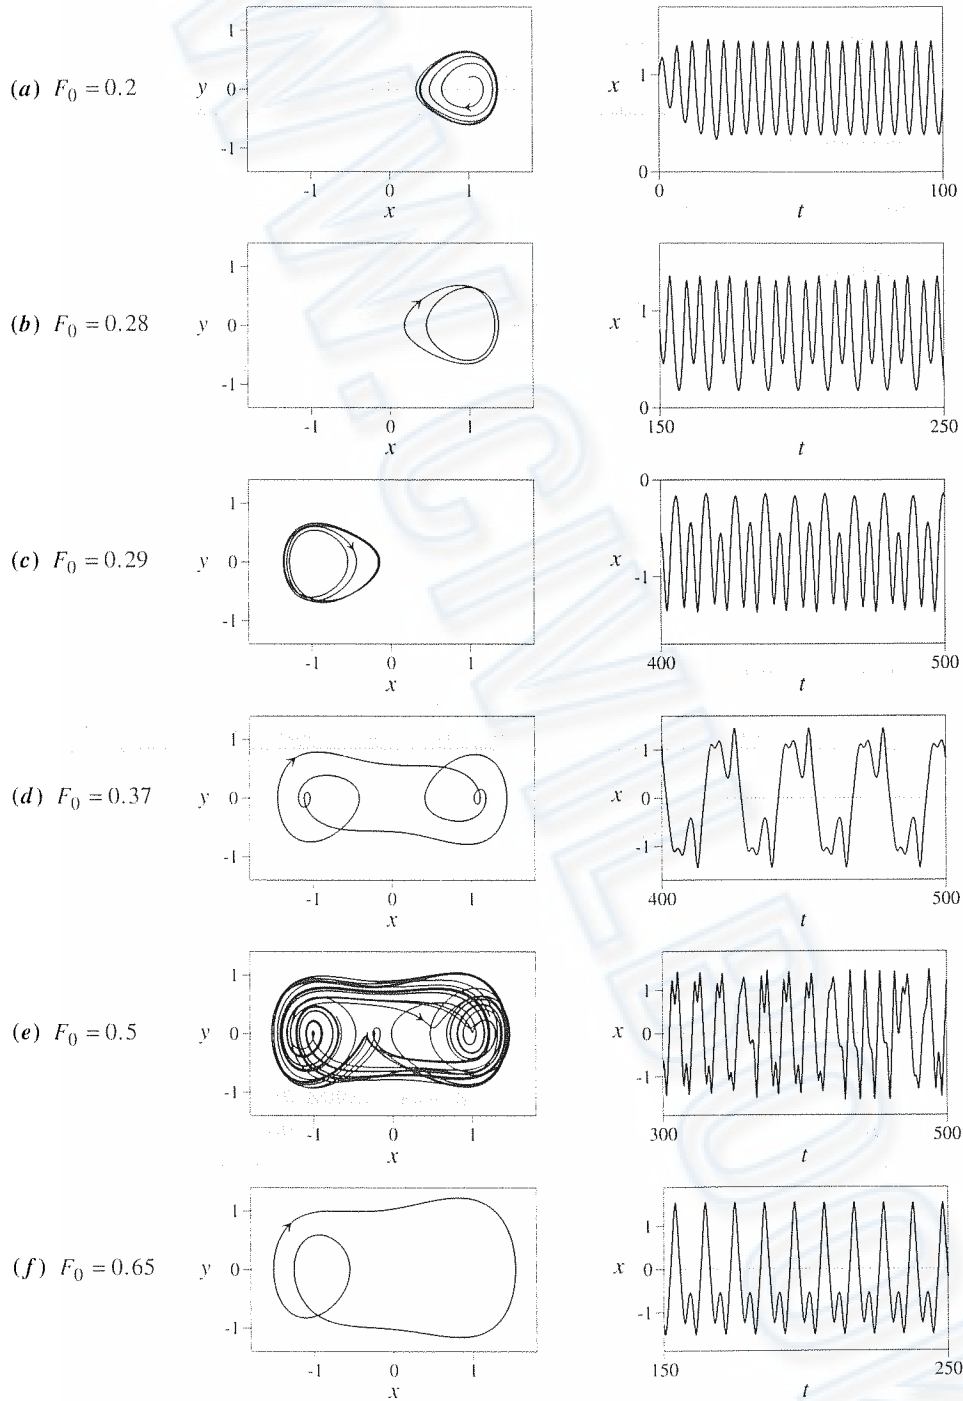 (a) F₀ = 0.2
y
1
0
-1
-1 0 1
x
x
1
0
0 100
t
(b) F₀ = 0.28
y
1
0
-1
-1 0 1
x
x
1
0
150 250
t
(c) F₀ = 0.29
y
1
0
-1
-1 0 1
x
x
0
-1
400 500
t
(d) F₀ = 0.37
y
1
0
-1
-1 0 1
x
x
1
0
-1
400 500
t
(e) F₀ = 0.5
y
1
0
-1
-1 0 1
x
x
1
0
-1
300 500
t
(f) F₀ = 0.65
y
1
0
-1
-1 0 1
x
x
1
0
-1
150 250
t